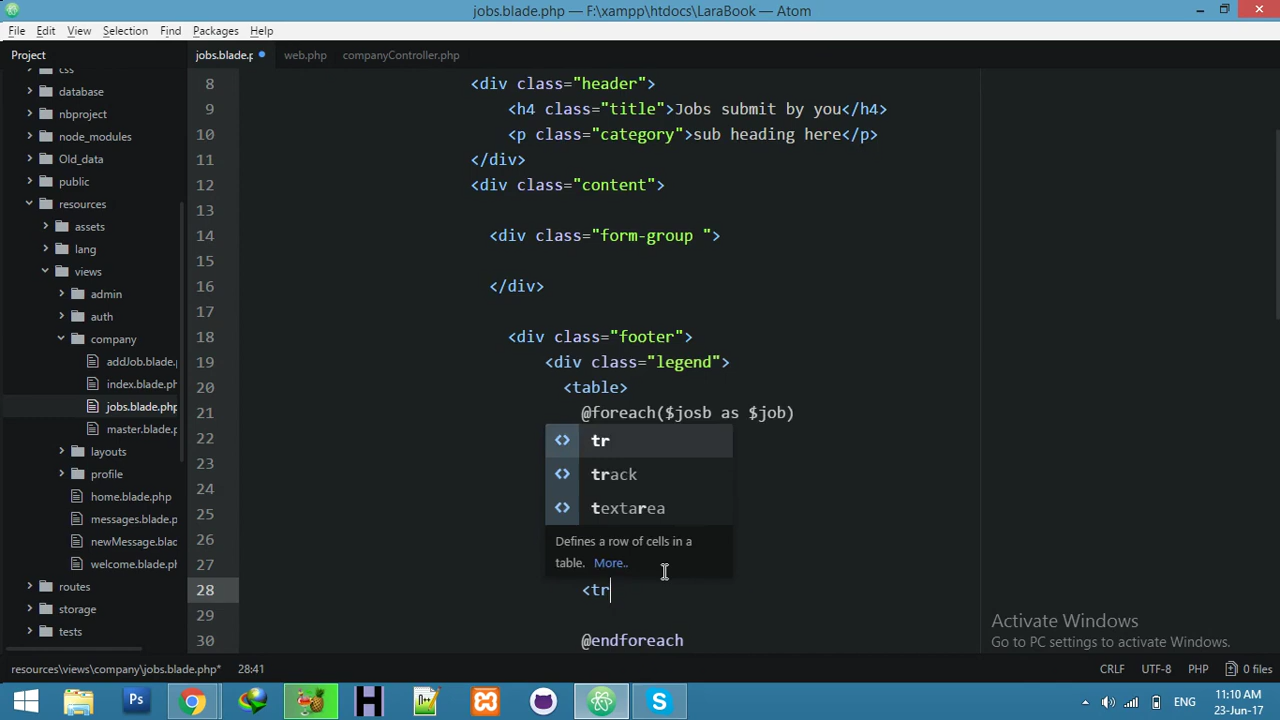 jobs.blade.php — F:\xampp\htdocs\LaraBook — Atom
File Edit View Selection Find Packages Help
Project
jobs.blade.p web.php companyController.php
css
database
nbproject
node_modules
Old_data
public
resources
assets
lang
views
admin
auth
company
addJob.blade.p
index.blade.ph
jobs.blade.php
master.blade.p
layouts
profile
home.blade.php
messages.blade.p
newMessage.blad
welcome.blade.ph
routes
storage
tests
8 <div class="header">
9 <h4 class="title">Jobs submit by you</h4>
10 <p class="category">sub heading here</p>
11 </div>
12 <div class="content">
13
14 <div class="form-group ">
15
16 </div>
17
18 <div class="footer">
19 <div class="legend">
20 <table>
21 @foreach($josb as $job)
22
23
24
25
26
27
28 <tr
29
30 @endforeach
tr
track
textarea
Defines a row of cells in a
table. More..
Activate Windows
Go to PC settings to activate Windows.
resources\views\company\jobs.blade.php* 28:41 CRLF UTF-8 PHP 0 files
Ps
ENG
11:10 AM
23-Jun-17